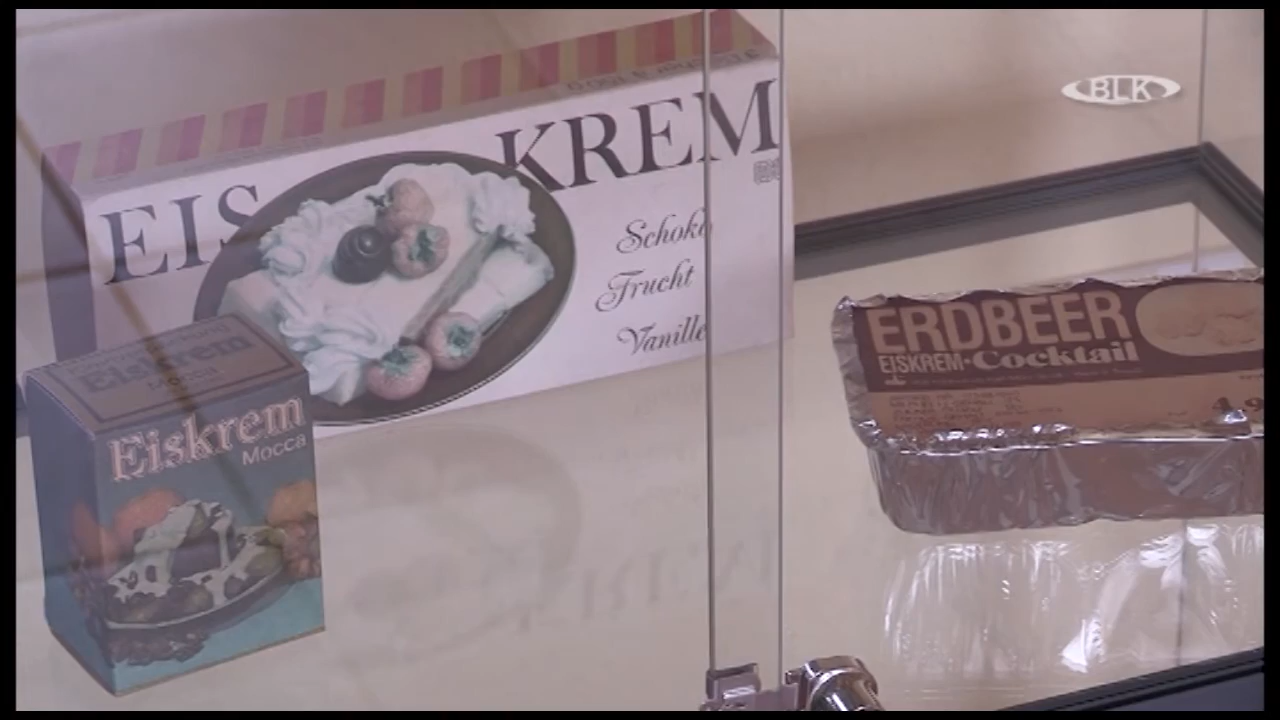 BLK
EIS KREM
Schoko
Frucht
Vanille
Eiskrem
Mocca
Eiskrem
Mocca
ERDBEER
EISKREM-Cocktail